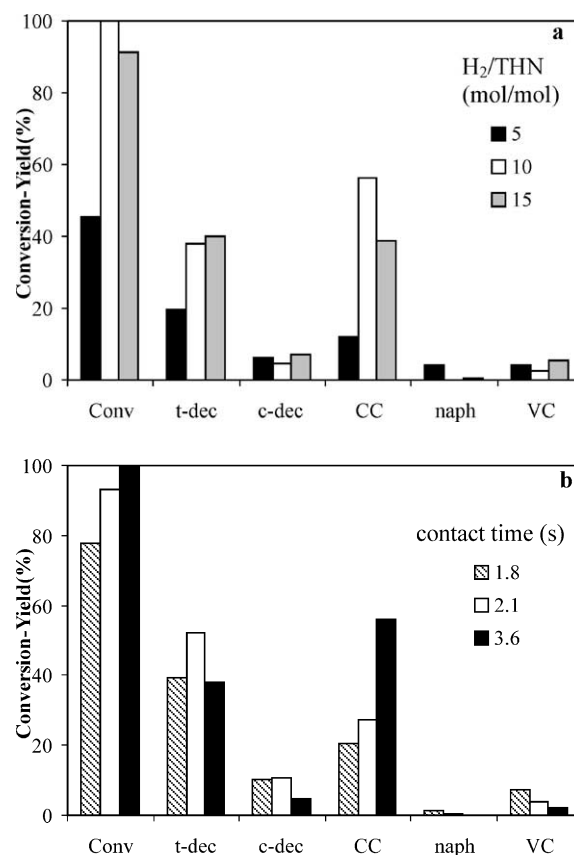 a
100
80
60
40
20
0
Conversion-Yield(%)
H₂/THN
(mol/mol)
5
10
15
Conv t-dec c-dec CC naph VC
b
100
80
60
40
20
0
Conversion-Yield(%)
contact time (s)
1.8
2.1
3.6
Conv t-dec c-dec CC naph VC